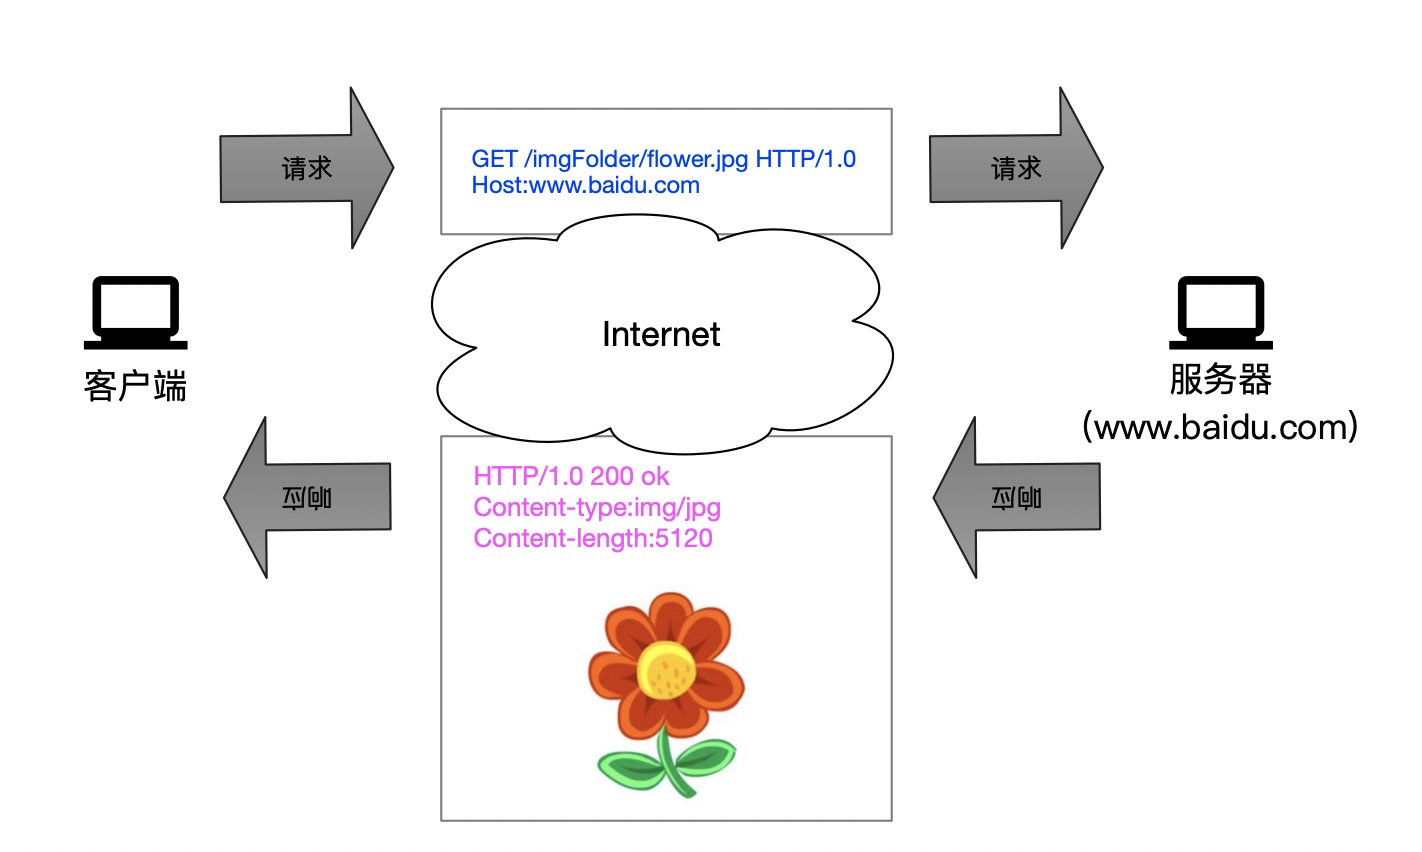 请求
GET /imgFolder/flower.jpg HTTP/1.0
Host:www.baidu.com
请求
Internet
客户端
服务器
(www.baidu.com)
响应
HTTP/1.0 200 ok
Content-type:img/jpg
Content-length:5120
响应